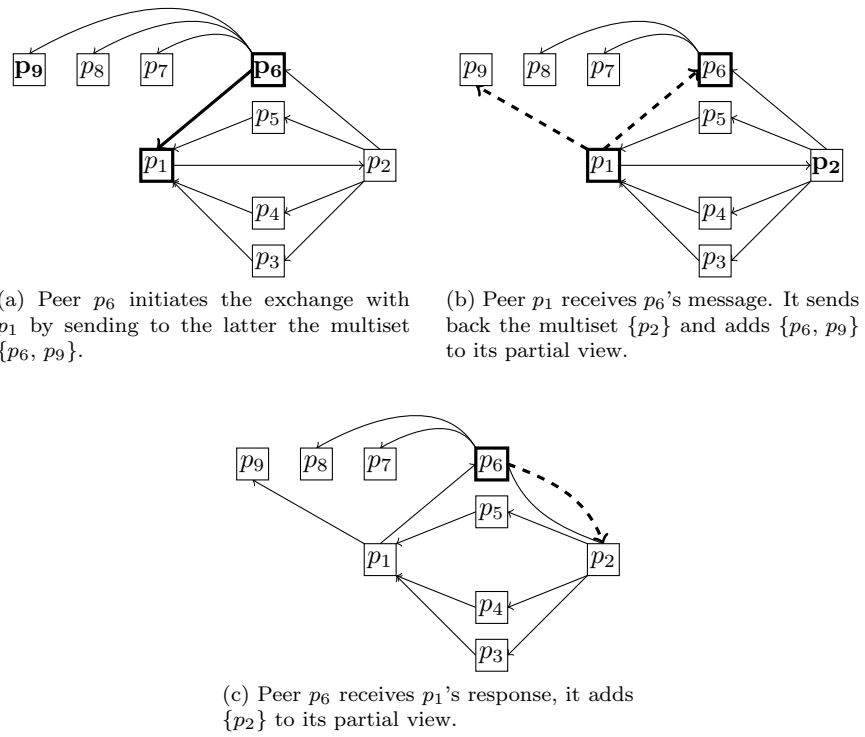 p9 p8 p7 p6
p5
p1 p2
p4
p3
(a) Peer p6 initiates the exchange with
p1 by sending to the latter the multiset
{p6, p9}.
p9 p8 p7 p6
p5
p1 p2
p4
p3
(b) Peer p1 receives p6's message. It sends
back the multiset {p2} and adds {p6, p9}
to its partial view.
p9 p8 p7 p6
p5
p1 p2
p4
p3
(c) Peer p6 receives p1's response, it adds
{p2} to its partial view.